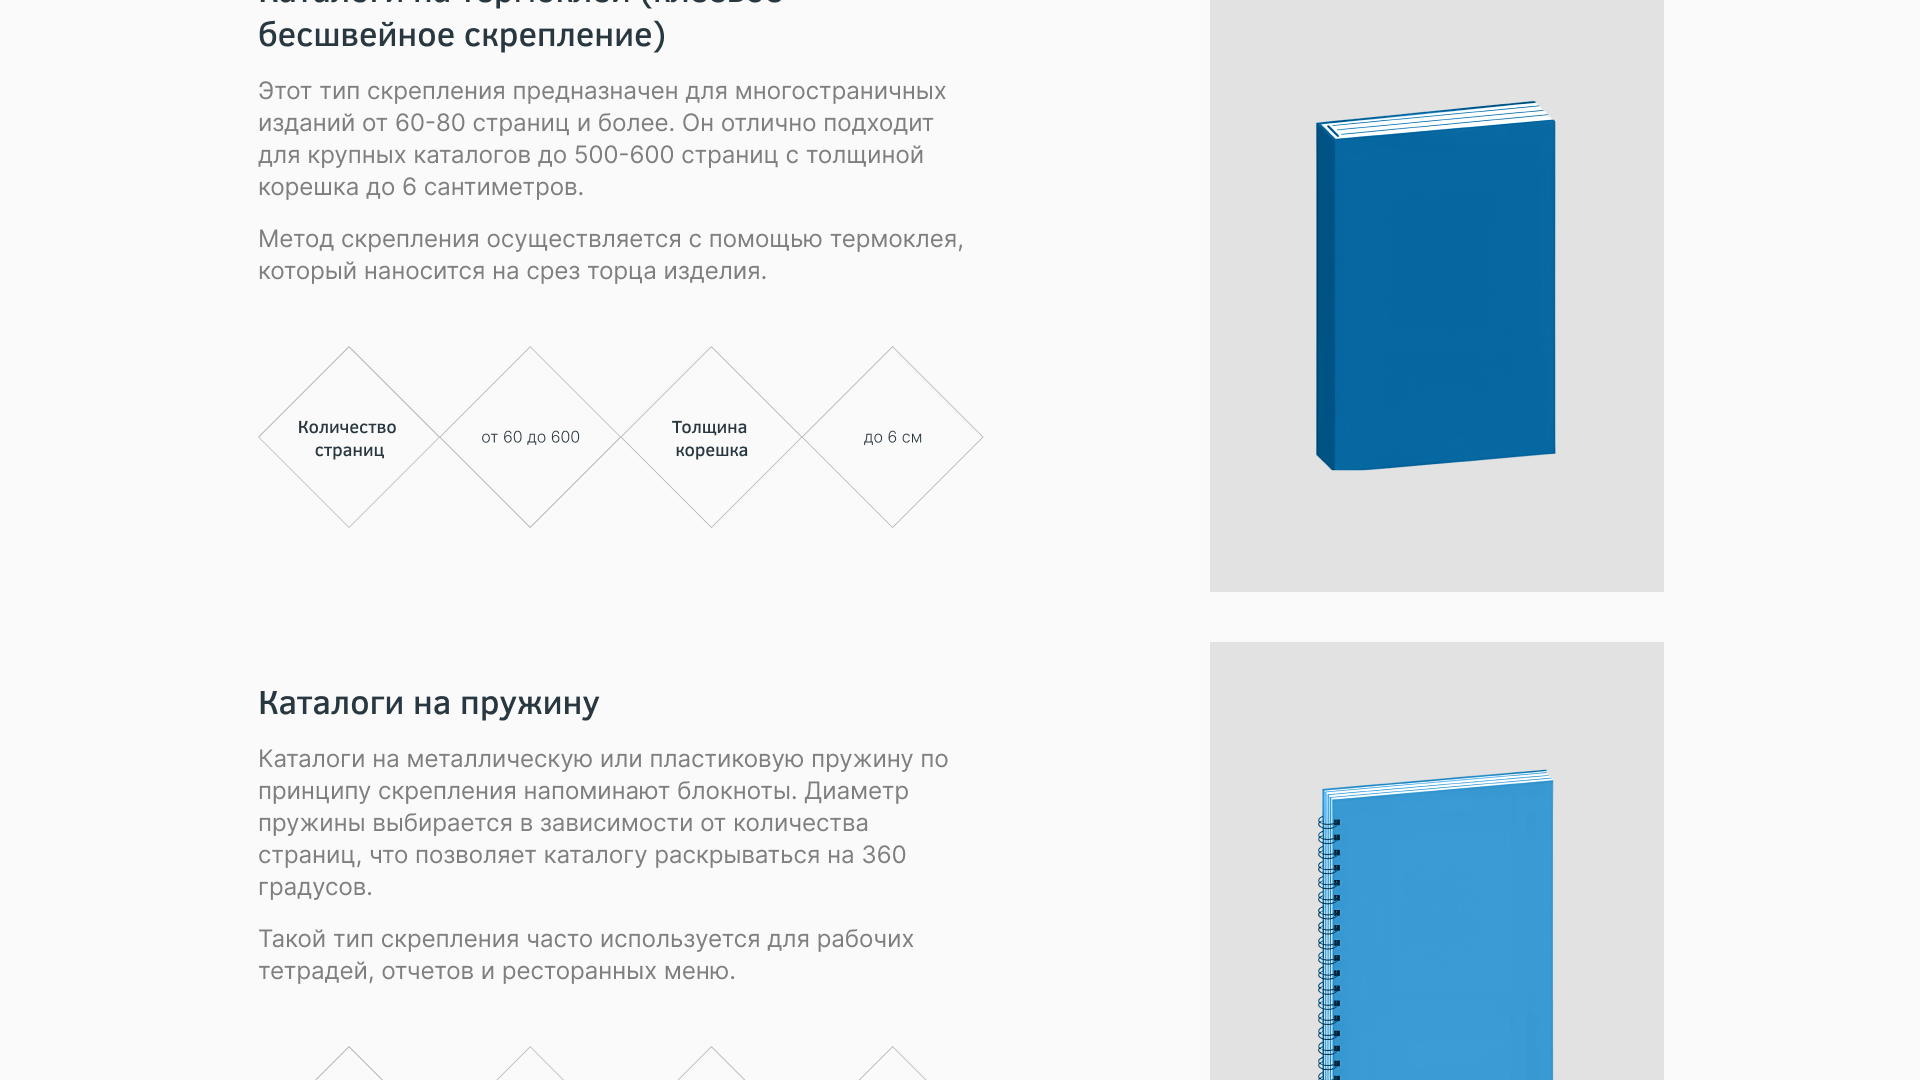 Каталоги на термоклей (клеевое
бесшвейное скрепление)
Этот тип скрепления предназначен для многостраничных
изданий от 60-80 страниц и более. Он отлично подходит
для крупных каталогов до 500-600 страниц с толщиной
корешка до 6 сантиметров.
Метод скрепления осуществляется с помощью термоклея,
который наносится на срез торца изделия.
Количество
страниц
от 60 до 600
Толщина
корешка
до 6 см
Каталоги на пружину
Каталоги на металлическую или пластиковую пружину по
принципу скрепления напоминают блокноты. Диаметр
пружины выбирается в зависимости от количества
страниц, что позволяет каталогу раскрываться на 360
градусов.
Такой тип скрепления часто используется для рабочих
тетрадей, отчетов и ресторанных меню.